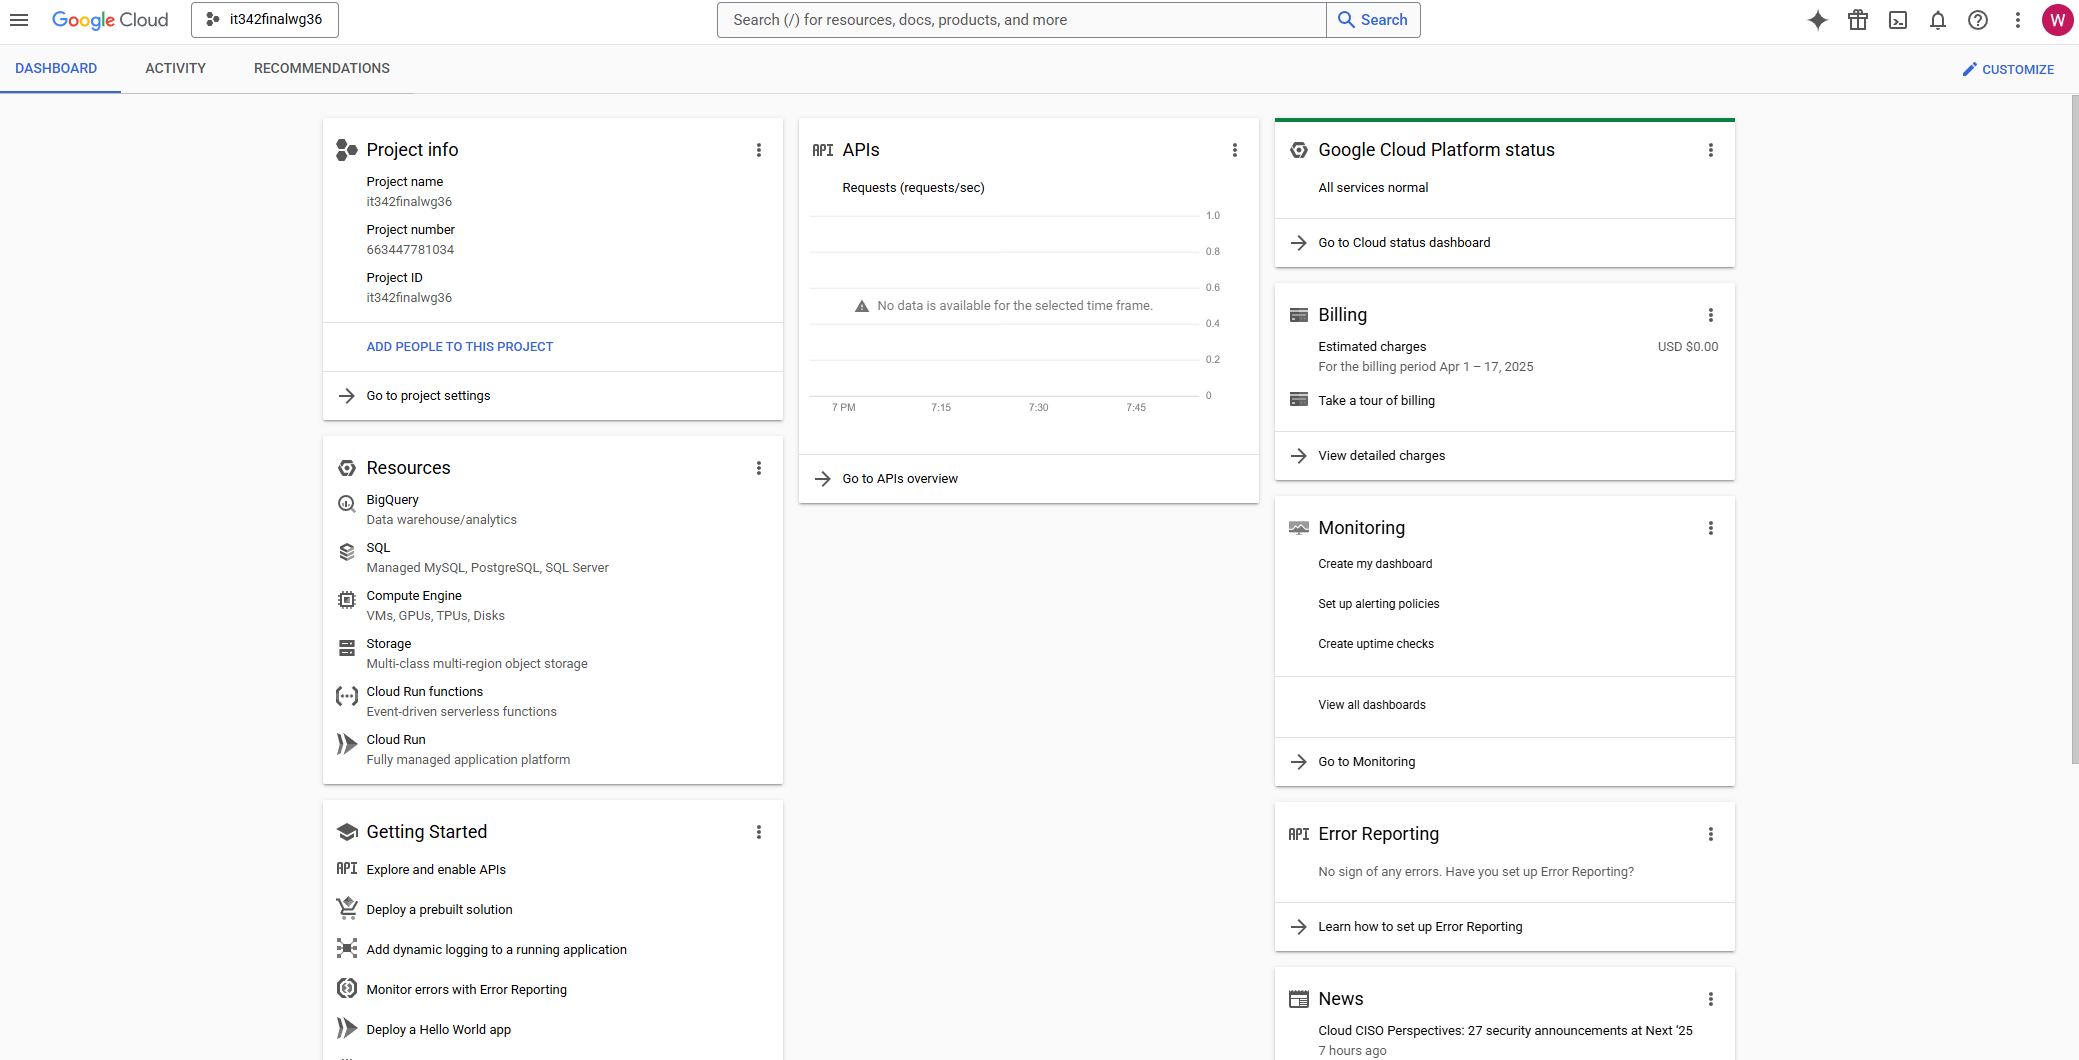 Google Cloud
it342finalwg36
Search (/) for resources, docs, products, and more
Search
W
DASHBOARD
ACTIVITY
RECOMMENDATIONS
CUSTOMIZE
Project info
Project name
it342finalwg36
Project number
663447781034
Project ID
it342finalwg36
ADD PEOPLE TO THIS PROJECT
Go to project settings
Resources
BigQuery
Data warehouse/analytics
SQL
Managed MySQL, PostgreSQL, SQL Server
Compute Engine
VMs, GPUs, TPUs, Disks
Storage
Multi-class multi-region object storage
Cloud Run functions
Event-driven serverless functions
Cloud Run
Fully managed application platform
Getting Started
API Explore and enable APIs
Deploy a prebuilt solution
Add dynamic logging to a running application
Monitor errors with Error Reporting
Deploy a Hello World app
API APIs
Requests (requests/sec)
1.0
0.8
0.6
No data is available for the selected time frame.
0.4
0.2
0
7 PM 7:15 7:30 7:45
Go to APIs overview
Google Cloud Platform status
All services normal
Go to Cloud status dashboard
Billing
Estimated charges USD $0.00
For the billing period Apr 1 – 17, 2025
Take a tour of billing
View detailed charges
Monitoring
Create my dashboard
Set up alerting policies
Create uptime checks
View all dashboards
Go to Monitoring
API Error Reporting
No sign of any errors. Have you set up Error Reporting?
Learn how to set up Error Reporting
News
Cloud CISO Perspectives: 27 security announcements at Next ‘25
7 hours ago